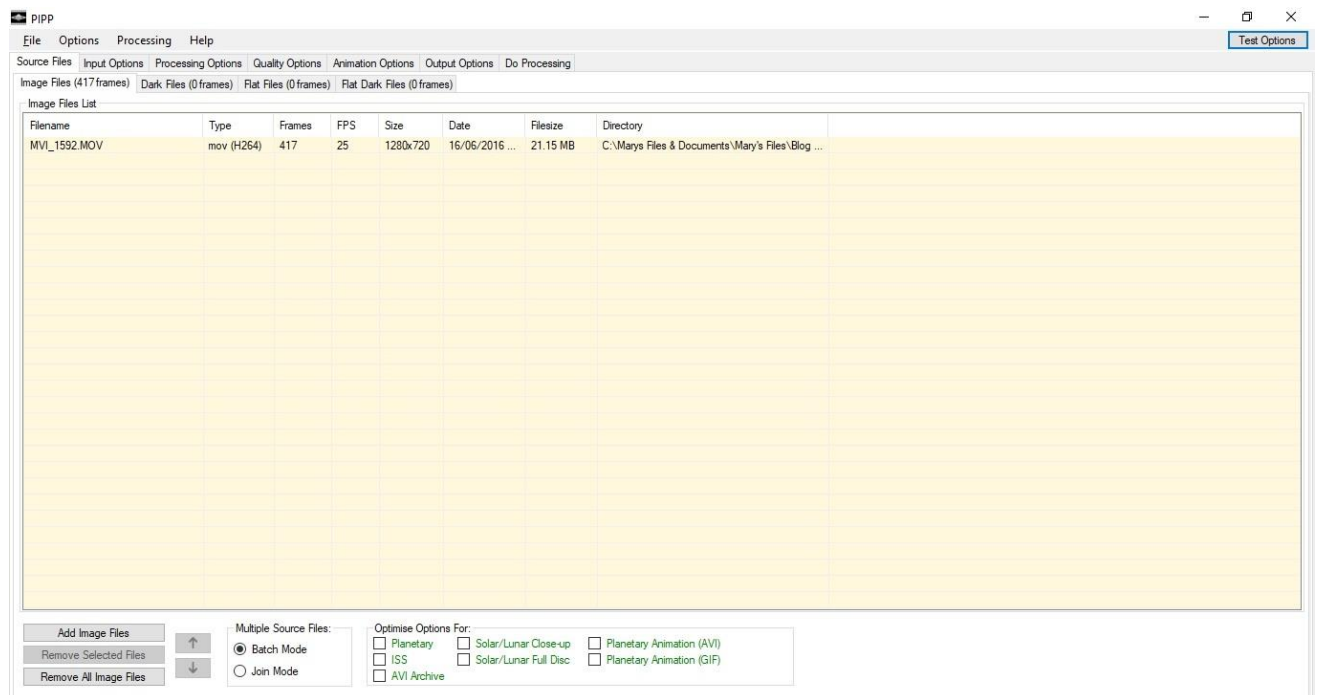 PIPP
File Options Processing Help Test Options
Source Files Input Options Processing Options Quality Options Animation Options Output Options Do Processing
Image Files (417 frames) Dark Files (0 frames) Flat Files (0 frames) Flat Dark Files (0 frames)
Image Files List
Filename Type Frames FPS Size Date Filesize Directory
MVI_1592.MOV mov (H264) 417 25 1280x720 16/06/2016 ... 21.15 MB C:\Marys Files & Documents\Mary's Files\Blog ...
Add Image Files
Remove Selected Files
Remove All Image Files
Multiple Source Files:
Batch Mode
Join Mode
Optimise Options For:
Planetary Solar/Lunar Close-up Planetary Animation (AVI)
ISS Solar/Lunar Full Disc Planetary Animation (GIF)
AVI Archive